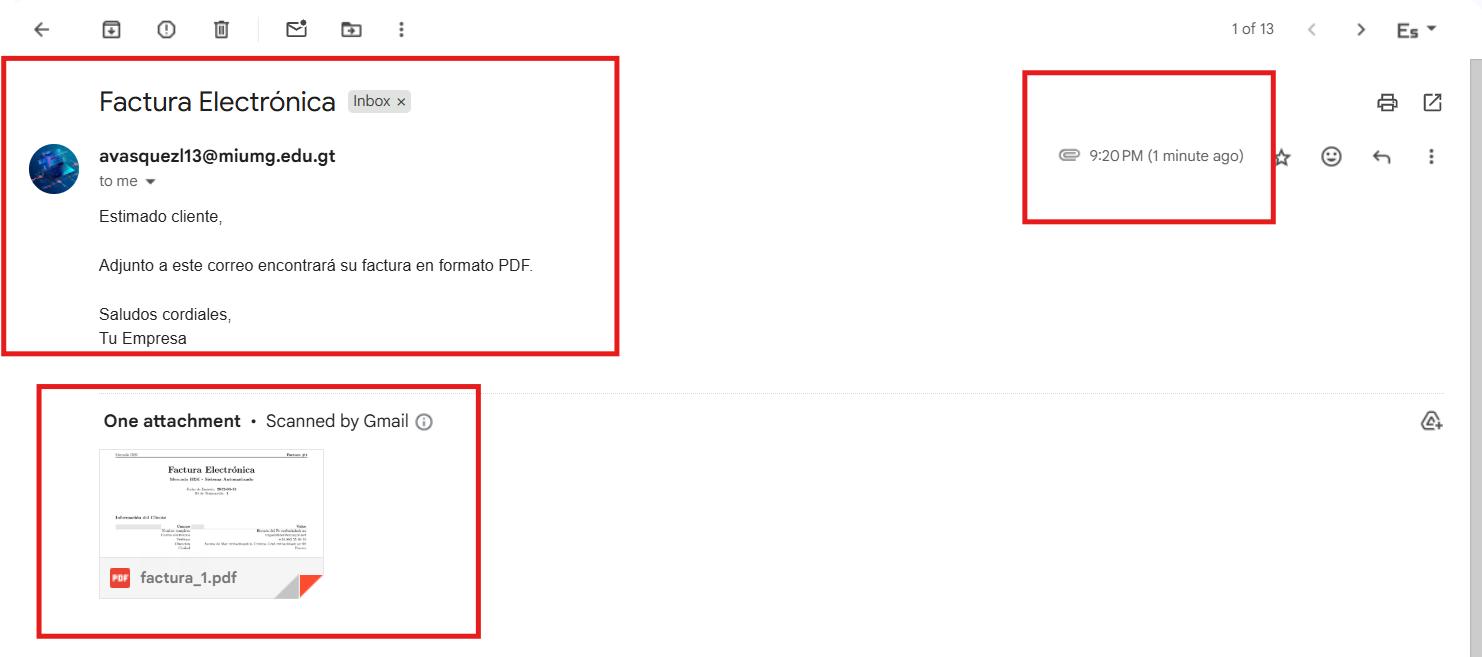 1 of 13
Es
Factura Electrónica
Inbox ×
avasquezl13@miumg.edu.gt
9:20 PM (1 minute ago)
to me
Estimado cliente,
Adjunto a este correo encontrará su factura en formato PDF.
Saludos cordiales,
Tu Empresa
One attachment • Scanned by Gmail
Factura Electrónica
Información del Cliente
PDF factura_1.pdf